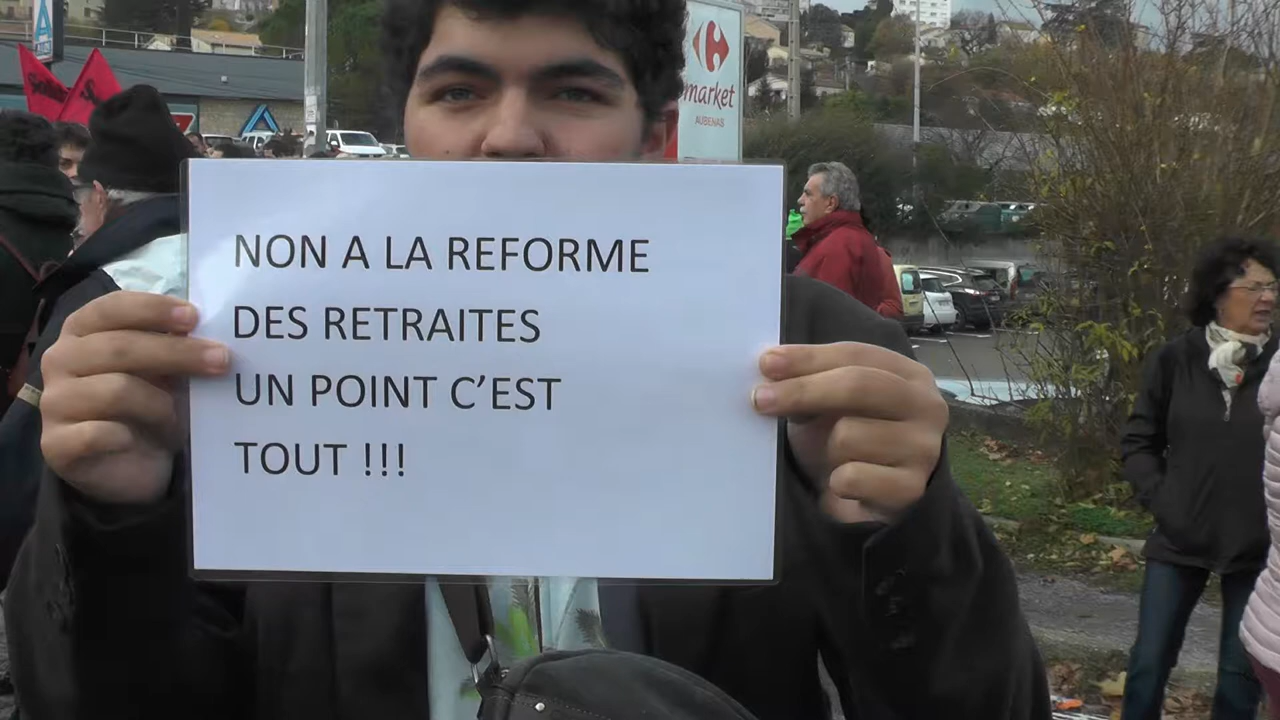 market
AUBENAS
NON A LA REFORME
DES RETRAITES
UN POINT C'EST
TOUT !!!